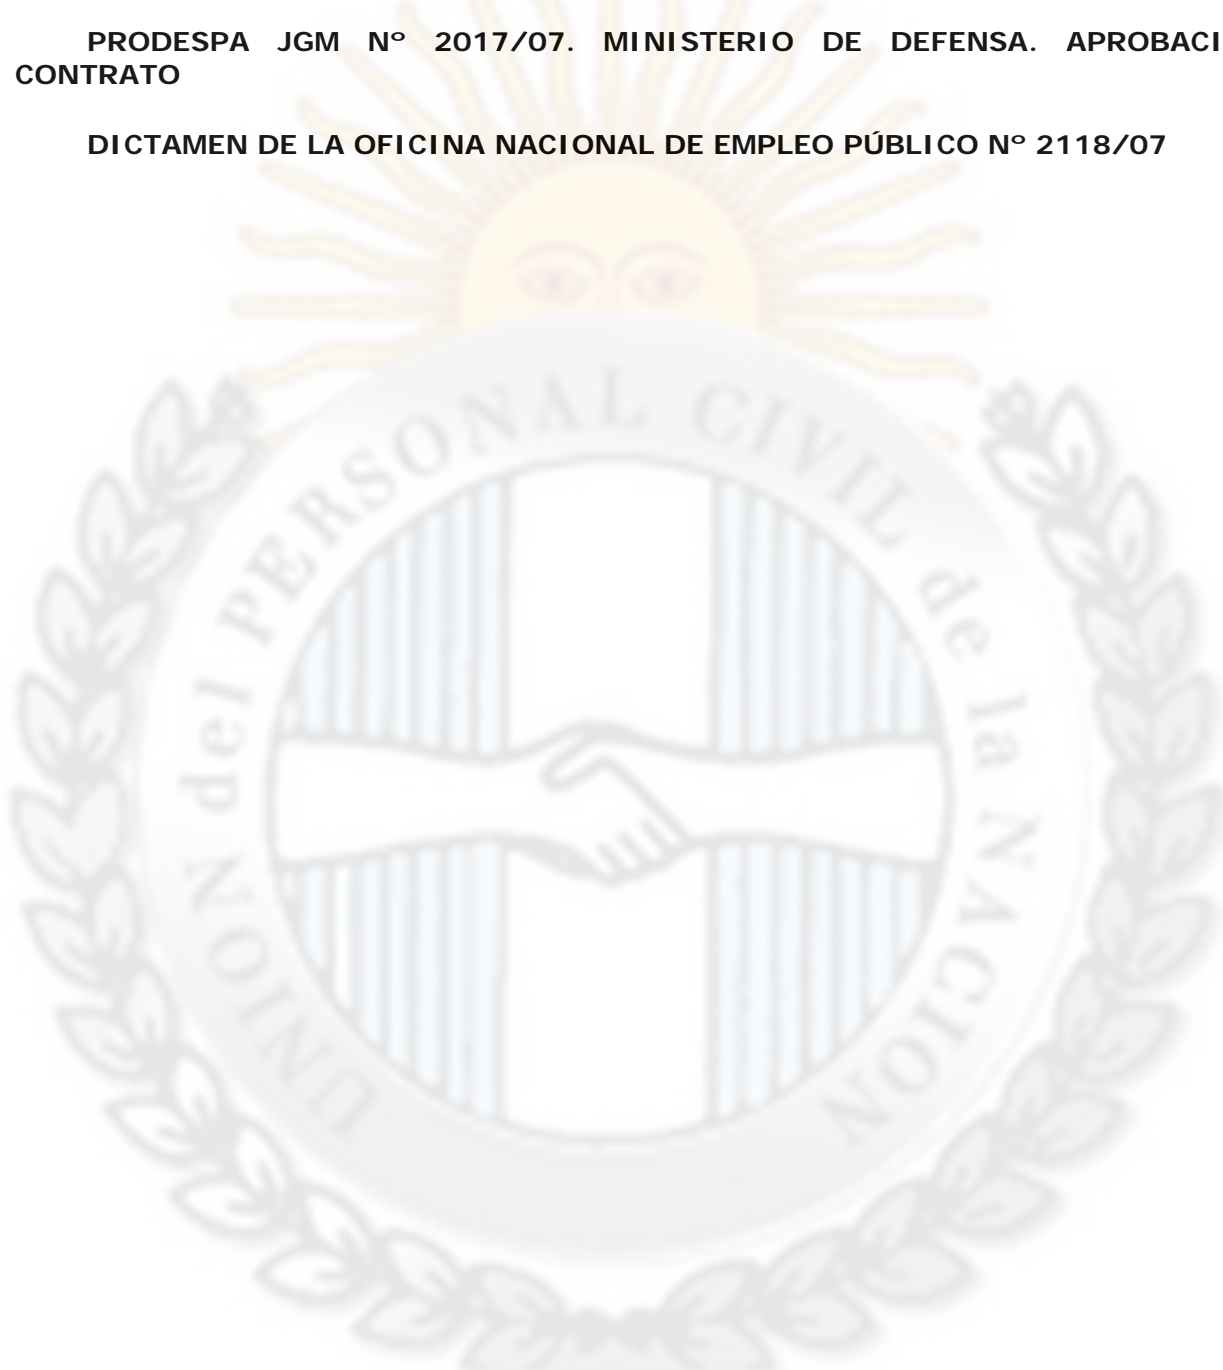 PRODESPA JGM Nº 2017/07. MINISTERIO DE DEFENSA. APROBACI
CONTRATO
DICTAMEN DE LA OFICINA NACIONAL DE EMPLEO PÚBLICO Nº 2118/07
UNION del PERSONAL CIVIL de la NACION